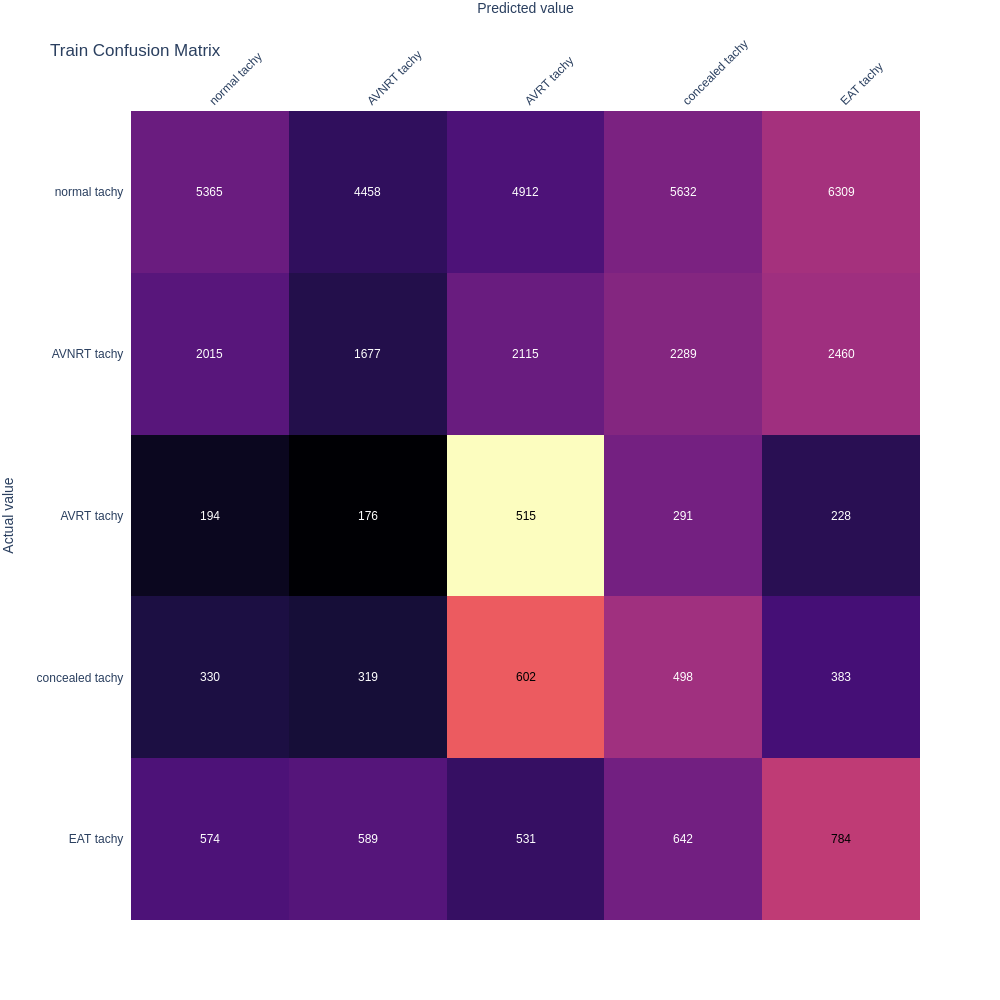 Predicted value
Train Confusion Matrix
normal tachy
AVNRT tachy
AVRT tachy
concealed tachy
EAT tachy
normal tachy 5365 4458 4912 5632 6309
AVNRT tachy 2015 1677 2115 2289 2460
Actual value
AVRT tachy 194 176 515 291 228
concealed tachy 330 319 602 498 383
EAT tachy 574 589 531 642 784